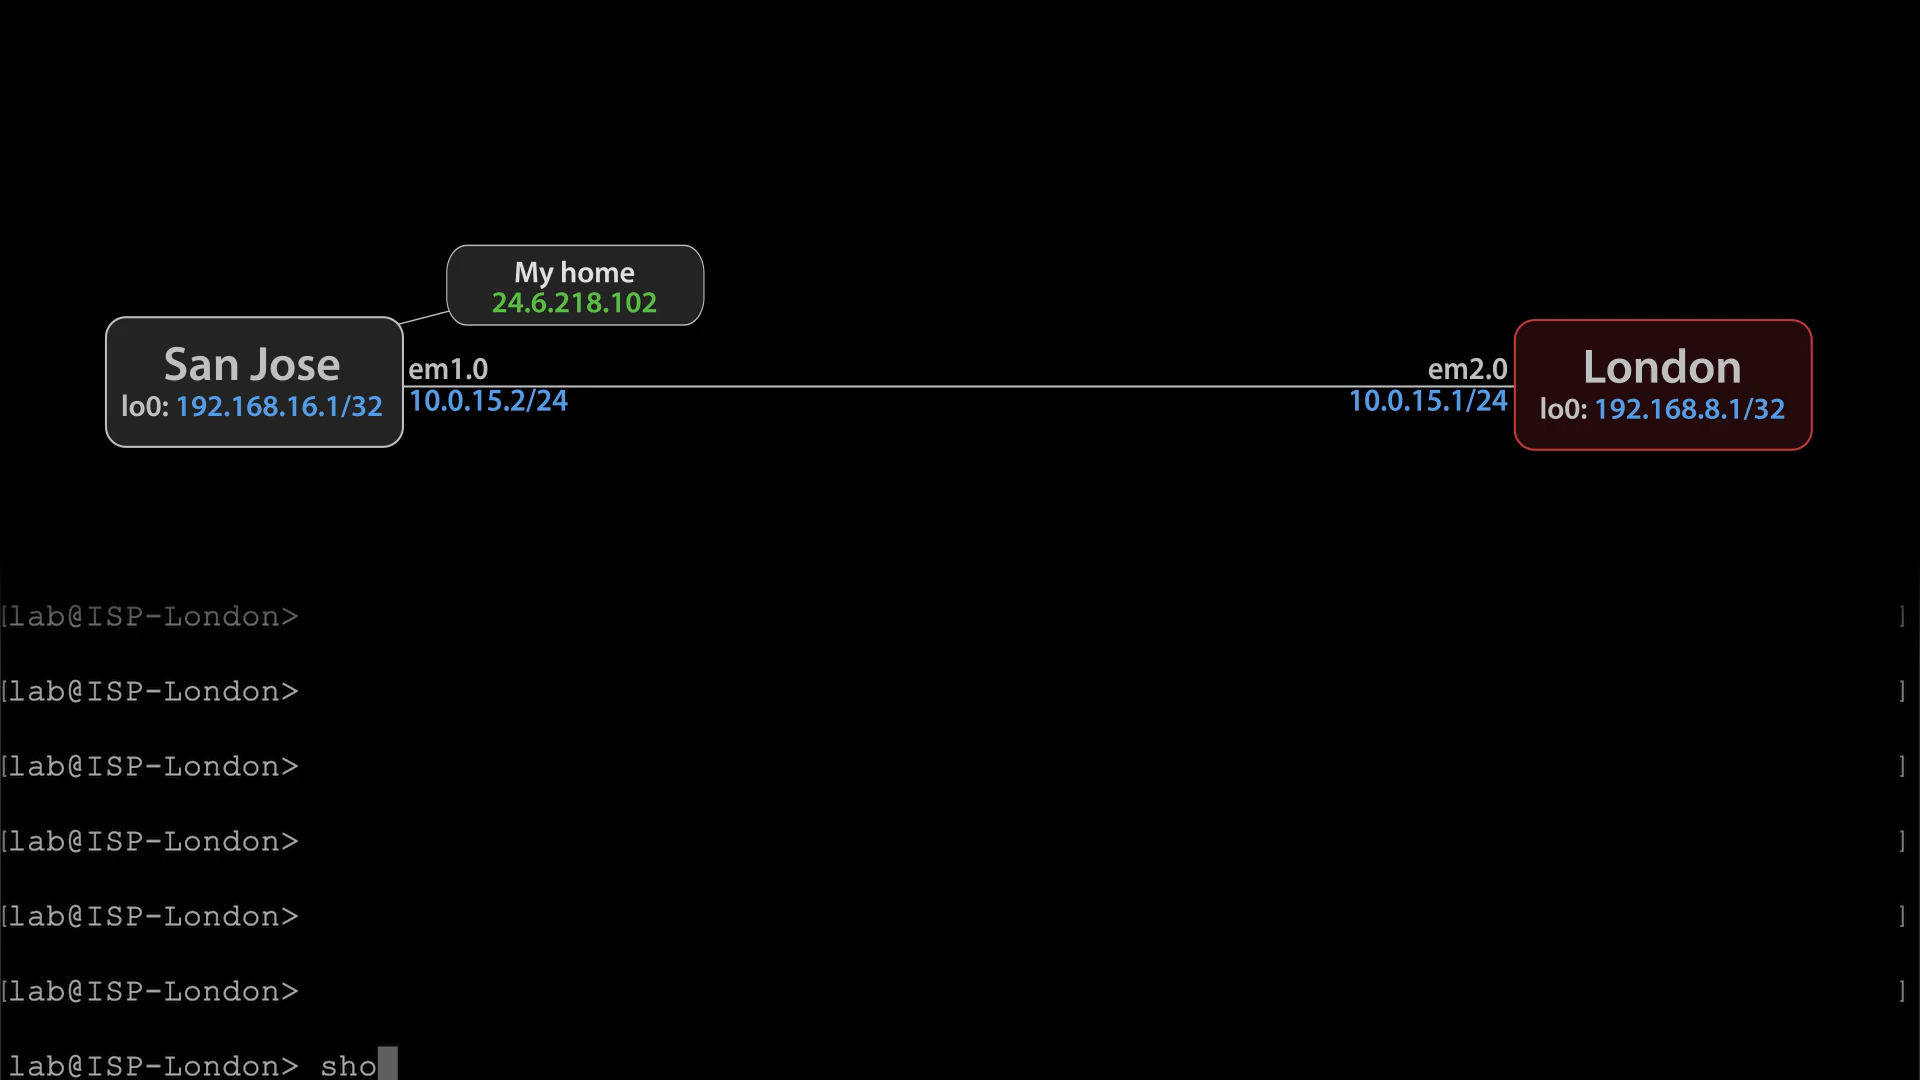 My home
24.6.218.102
San Jose
lo0: 192.168.16.1/32
em1.0
10.0.15.2/24
em2.0
10.0.15.1/24
London
lo0: 192.168.8.1/32
[lab@ISP-London> ]
[lab@ISP-London> ]
[lab@ISP-London> ]
[lab@ISP-London> ]
[lab@ISP-London> ]
[lab@ISP-London> ]
lab@ISP-London> sho